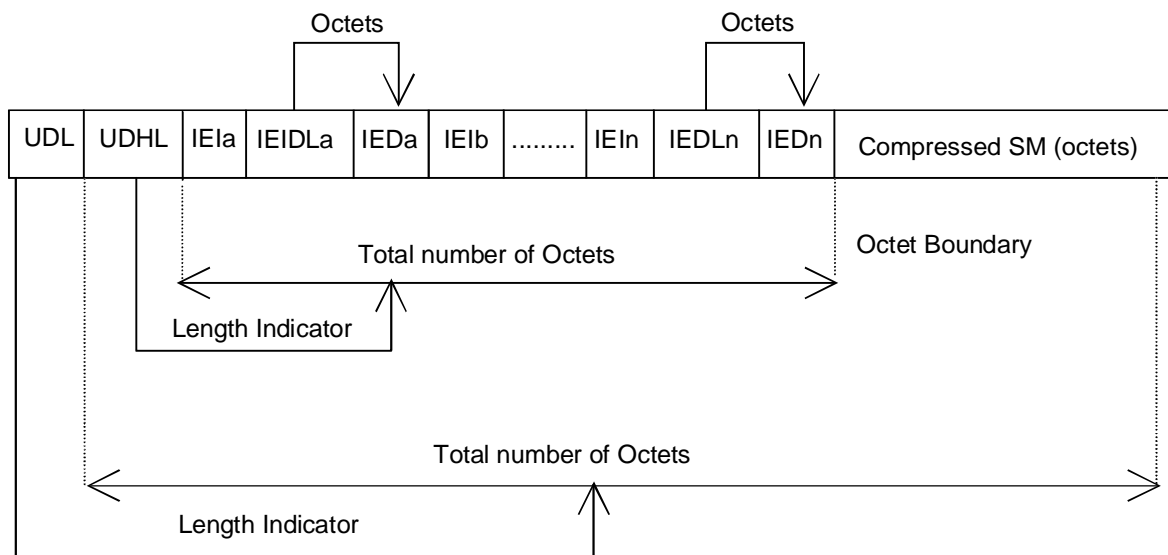 Octets Octets
UDL UDHL IEIa IEIDLa IEDa IEIb ......... IEIn IEDLn IEDn Compressed SM (octets)
Total number of Octets Octet Boundary
Length Indicator
Total number of Octets
Length Indicator